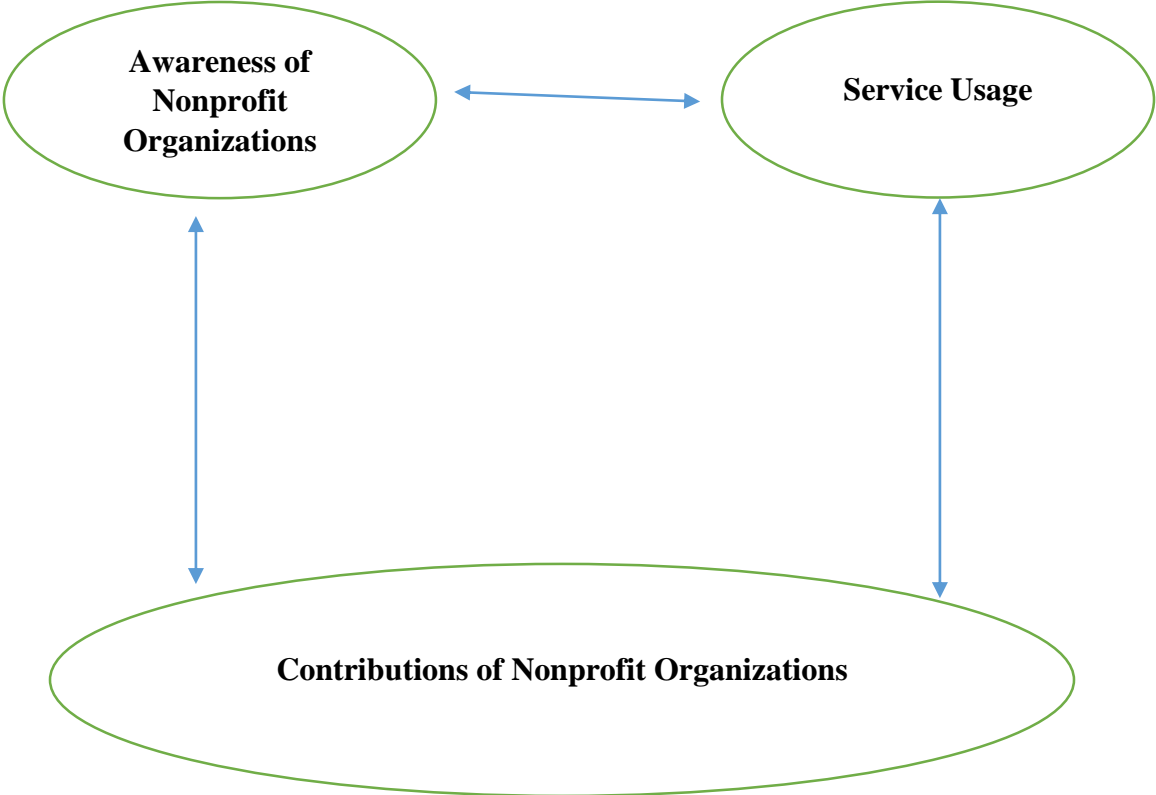 Awareness of
Nonprofit
Organizations
Service Usage
Contributions of Nonprofit Organizations